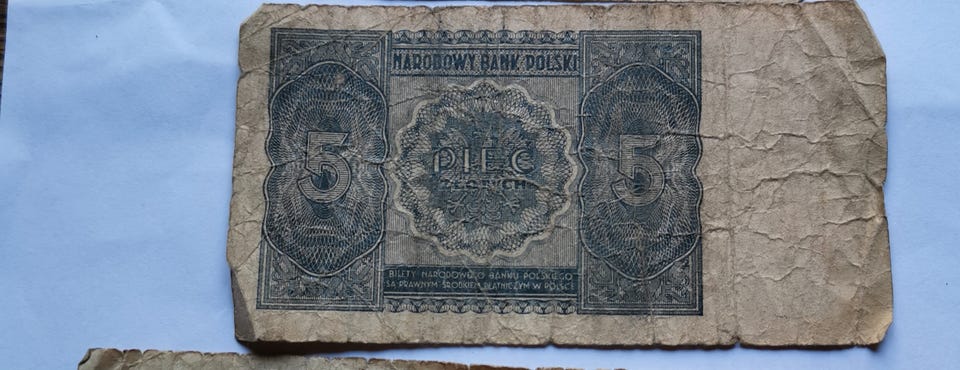 NARODOWY BANK POLSKI
5
PIĘĆ
ZŁOTYCH
5
BILETY NARODOWEGO BANKU POLSKIEGO
SĄ PRAWNYM ŚRODKIEM PŁATNICZYM W POLSCE